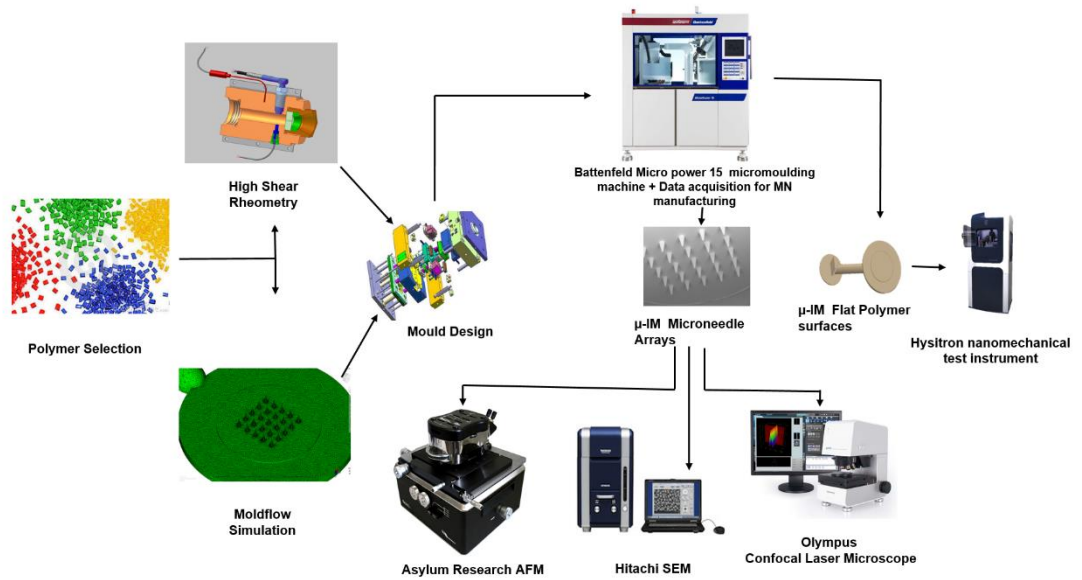 High Shear
Rheometry
Battenfeld Micro power 15 micromoulding
machine + Data acquisition for MN
manufacturing
Polymer Selection
Mould Design
µ-IM Microneedle
Arrays
µ-IM Flat Polymer
surfaces
Hysitron nanomechanical
test instrument
Moldflow
Simulation
Asylum Research AFM
Hitachi SEM
Olympus
Confocal Laser Microscope